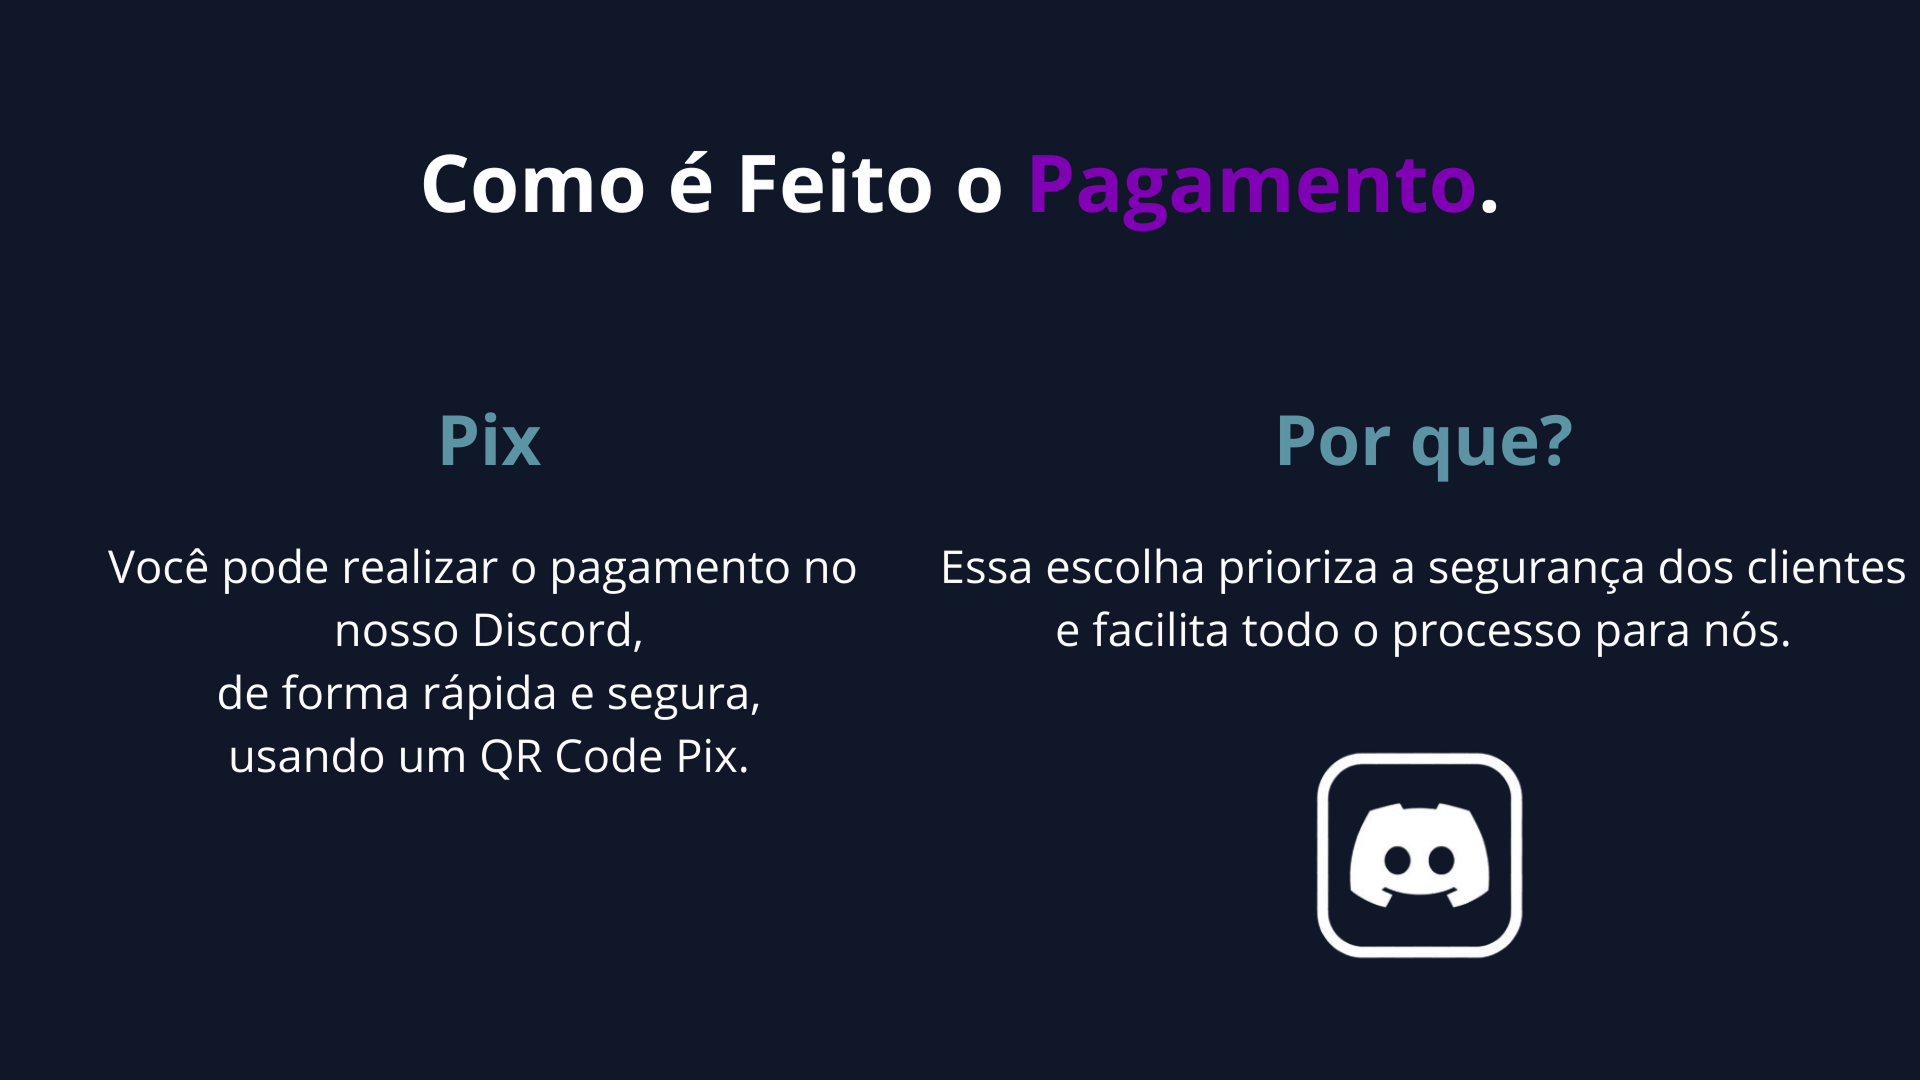 Como é Feito o Pagamento.
Pix
Você pode realizar o pagamento no
nosso Discord,
de forma rápida e segura,
usando um QR Code Pix.
Por que?
Essa escolha prioriza a segurança dos clientes
e facilita todo o processo para nós.